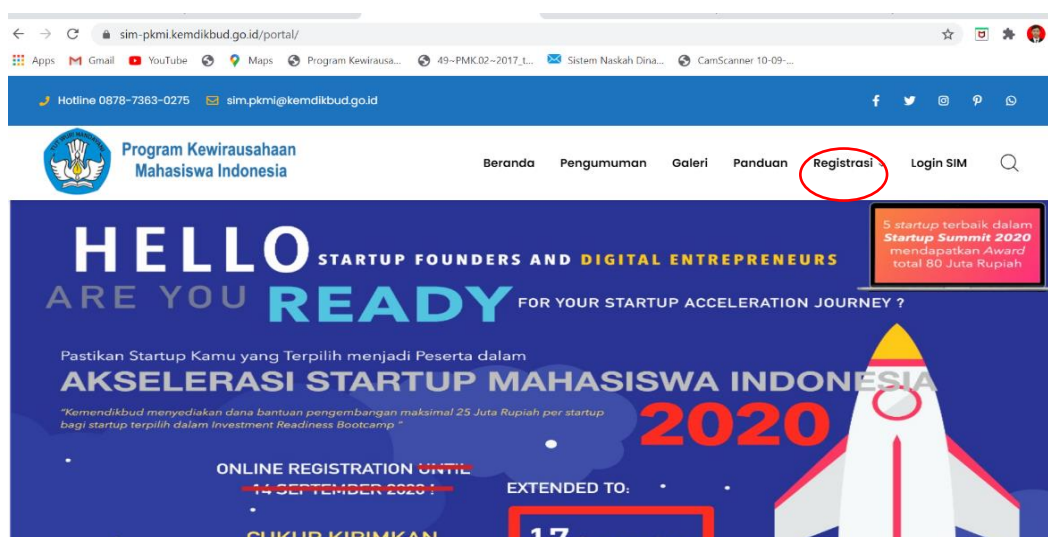 sim-pkmi.kemdikbud.go.id/portal/
Apps Gmail YouTube Maps Program Kewirausa... 49~PMK.02~2017_t... Sistem Naskah Dina... CamScanner 10-09-...
Hotline 0878-7363-0275 sim.pkmi@kemdikbud.go.id
Program Kewirausahaan
Mahasiswa Indonesia
Beranda Pengumuman Galeri Panduan Registrasi Login SIM
5 startup terbaik dalam
Startup Summit 2020
mendapatkan Award
total 80 Juta Rupiah
HELLO STARTUP FOUNDERS AND DIGITAL ENTREPRENEURS
ARE YOU READY FOR YOUR STARTUP ACCELERATION JOURNEY ?
Pastikan Startup Kamu yang Terpilih menjadi Peserta dalam
AKSELERASI STARTUP MAHASISWA INDONESIA
2020
"Kemendikbud menyediakan dana bantuan pengembangan maksimal 25 Juta Rupiah per startup
bagi startup terpilih dalam Investment Readiness Bootcamp "
ONLINE REGISTRATION UNTIL
14 SEPTEMBER 2020 !
EXTENDED TO:
17
CUKUP KIRIMKAN